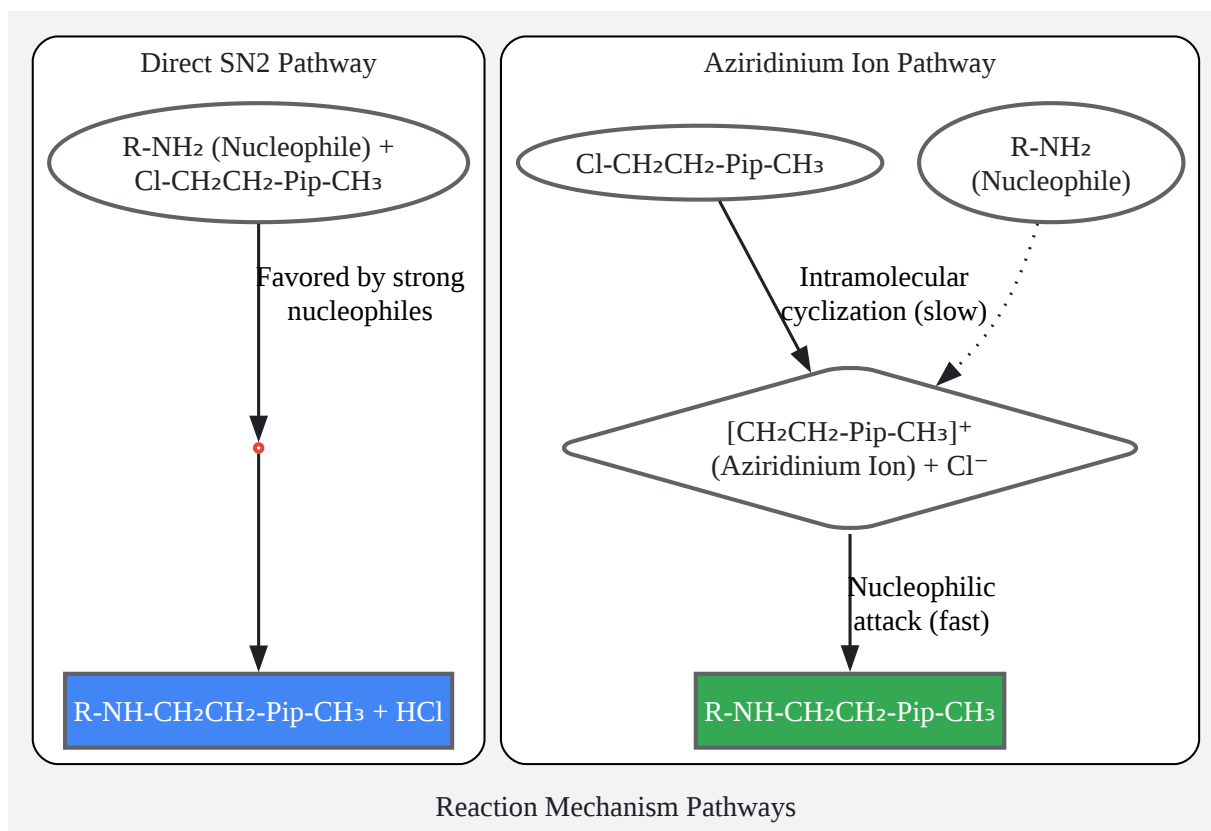 Direct SN2 Pathway
R-NH₂ (Nucleophile) +
Cl-CH₂CH₂-Pip-CH₃
Favored by strong
nucleophiles
R-NH-CH₂CH₂-Pip-CH₃ + HCl
Aziridinium Ion Pathway
Cl-CH₂CH₂-Pip-CH₃
R-NH₂
(Nucleophile)
Intramolecular
cyclization (slow)
[CH₂CH₂-Pip-CH₃]⁺
(Aziridinium Ion) + Cl⁻
Nucleophilic
attack (fast)
R-NH-CH₂CH₂-Pip-CH₃
Reaction Mechanism Pathways